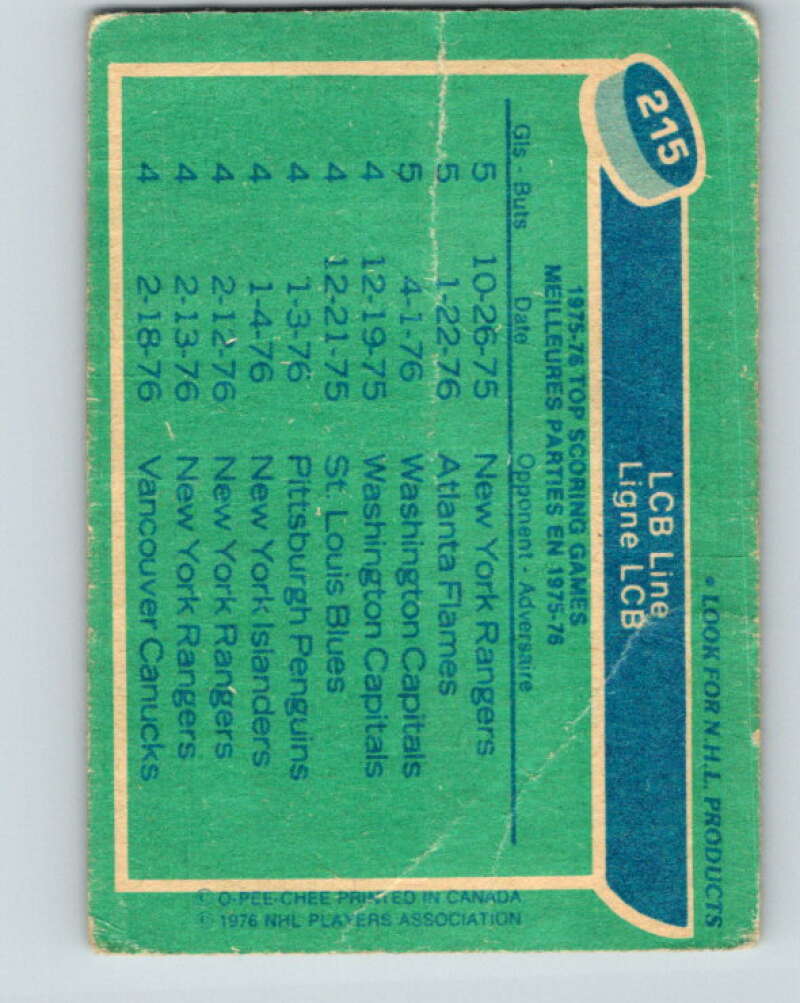 • LOOK FOR N.H.L. PRODUCTS
215
LCB Line
Ligne LCB
1975-76 TOP SCORING GAMES
MEILLEURES PARTIES EN 1975-76
Gls - Buts Date Opponent - Adversaire
5 10-26-75 New York Rangers
5 1-22-76 Atlanta Flames
5 4-1-76 Washington Capitals
4 12-19-75 Washington Capitals
4 12-21-75 St. Louis Blues
4 1-3-76 Pittsburgh Penguins
4 1-4-76 New York Islanders
4 2-12-76 New York Rangers
4 2-13-76 New York Rangers
4 2-18-76 Vancouver Canucks
© O-PEE-CHEE PRINTED IN CANADA
© 1976 NHL PLAYERS ASSOCIATION